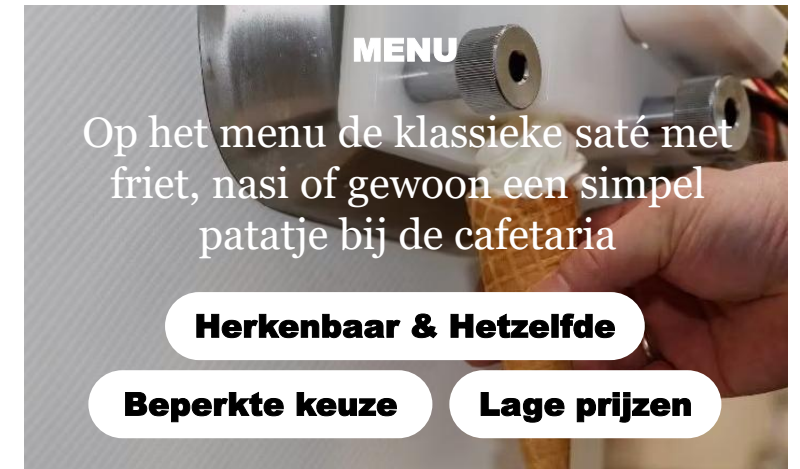 MENU
Op het menu de klassieke saté met
friet, nasi of gewoon een simpel
patatje bij de cafetaria
Herkenbaar & Hetzelfde
Beperkte keuze
Lage prijzen